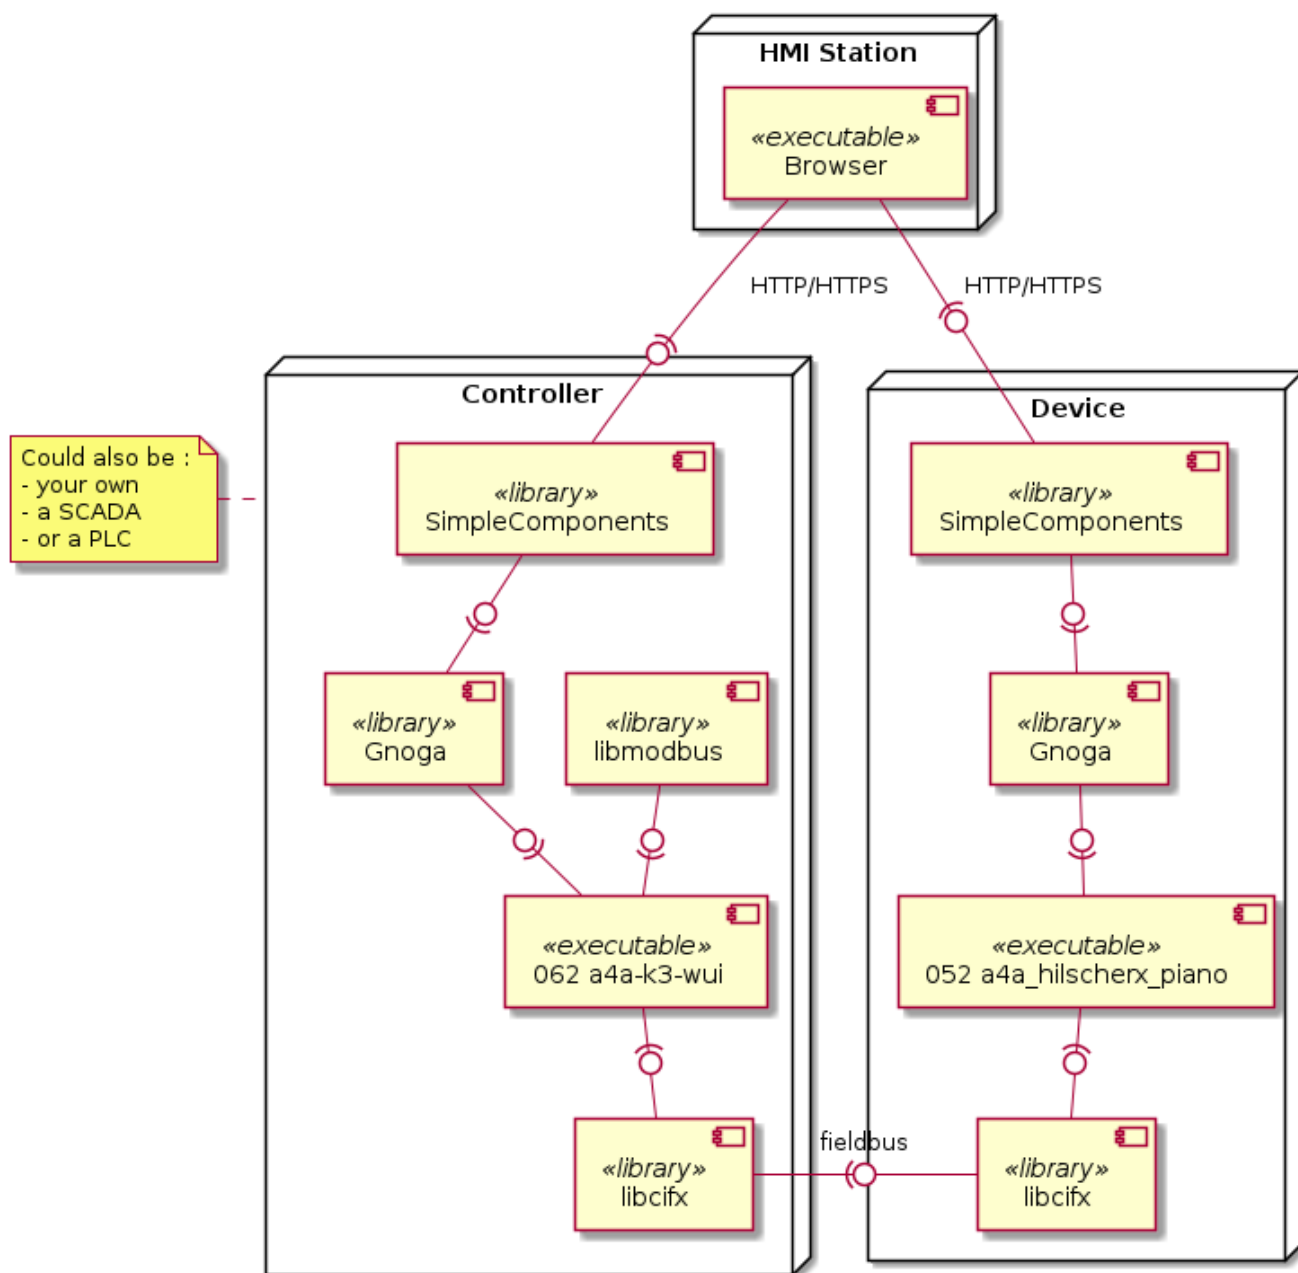 HMI Station
«executable»
Browser
HTTP/HTTPS
HTTP/HTTPS
Controller
Device
Could also be :
- your own
- a SCADA
- or a PLC
«library»
SimpleComponents
«library»
SimpleComponents
«library»
Gnoga
«library»
libmodbus
«library»
Gnoga
«executable»
062 a4a-k3-wui
«executable»
052 a4a_hilscherx_piano
fieldbus
«library»
libcifx
«library»
libcifx